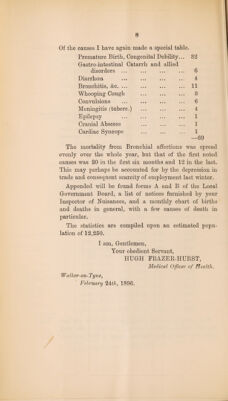 8
Of the causes I have again made a special table.
Premature Birth, Congenital Debility... 32
Gastro-intestinal Catarrh and allied
disorders ... ... ... ... 6
Diarrhœa ... ... ... ... 4
Bronchitis, &c. ... ... ... ... 11
Whooping Cough ... ... ... 3
Convulsions ... ... ... ... 6
Meningitis (tuberc.) ... ... ... 4
Epilepsy ... ... ... ... 1
Cranial Abscess ... ... ... 1
Cardiac Syncope ... ... ... 1
—69
The mortality from Bronchial affections was spread
evenly over the whole year, but that of the first noted
causes was 20 in the first six months and 12 in the last.
This may perhaps be accounted for by the depression in
trade and consequent scarcity of employment last winter.
Appended will be found forms A and B of the Local
Government Board, a list of notices furnished by your
Inspector of Nuisances, and a monthly chart of births
and deaths in general, with a few causes of death in
particular.
The statistics are compiled upon an estimated popu-
lation of 12,250.
I am, Gentlemen,
Your obedient Servant,
HUGH FRAZER-HURST,
Medical Officer of Health.
Walker-on-Tyne,
February 24th, 1896.